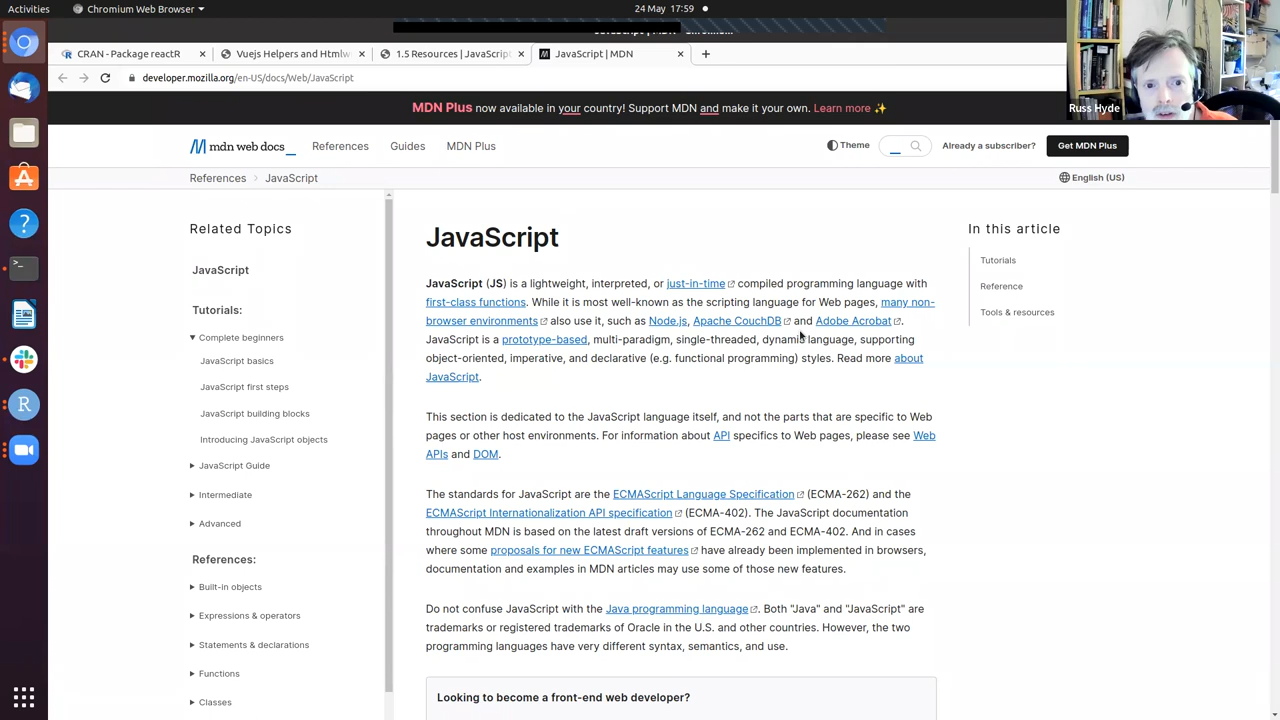 Activities
Chromium Web Browser
24 May 17:59
CRAN - Package reactR
Vuejs Helpers and Htmlw
1.5 Resources | JavaScrip
JavaScript | MDN
developer.mozilla.org/en-US/docs/Web/JavaScript
Russ Hyde
MDN Plus now available in your country! Support MDN and make it your own. Learn more ✨
mdn web docs_
References
Guides
MDN Plus
Theme
Already a subscriber?
Get MDN Plus
References > JavaScript
English (US)
Related Topics
JavaScript
Tutorials:
Complete beginners
JavaScript basics
JavaScript first steps
JavaScript building blocks
Introducing JavaScript objects
JavaScript Guide
Intermediate
Advanced
References:
Built-in objects
Expressions & operators
Statements & declarations
Functions
Classes
JavaScript
JavaScript (JS) is a lightweight, interpreted, or just-in-time compiled programming language with
first-class functions. While it is most well-known as the scripting language for Web pages, many non-
browser environments also use it, such as Node.js, Apache CouchDB and Adobe Acrobat.
JavaScript is a prototype-based, multi-paradigm, single-threaded, dynamic language, supporting
object-oriented, imperative, and declarative (e.g. functional programming) styles. Read more about
JavaScript.
This section is dedicated to the JavaScript language itself, and not the parts that are specific to Web
pages or other host environments. For information about API specifics to Web pages, please see Web
APIs and DOM.
The standards for JavaScript are the ECMAScript Language Specification (ECMA-262) and the
ECMAScript Internationalization API specification (ECMA-402). The JavaScript documentation
throughout MDN is based on the latest draft versions of ECMA-262 and ECMA-402. And in cases
where some proposals for new ECMAScript features have already been implemented in browsers,
documentation and examples in MDN articles may use some of those new features.
Do not confuse JavaScript with the Java programming language. Both "Java" and "JavaScript" are
trademarks or registered trademarks of Oracle in the U.S. and other countries. However, the two
programming languages have very different syntax, semantics, and use.
Looking to become a front-end web developer?
In this article
Tutorials
Reference
Tools & resources